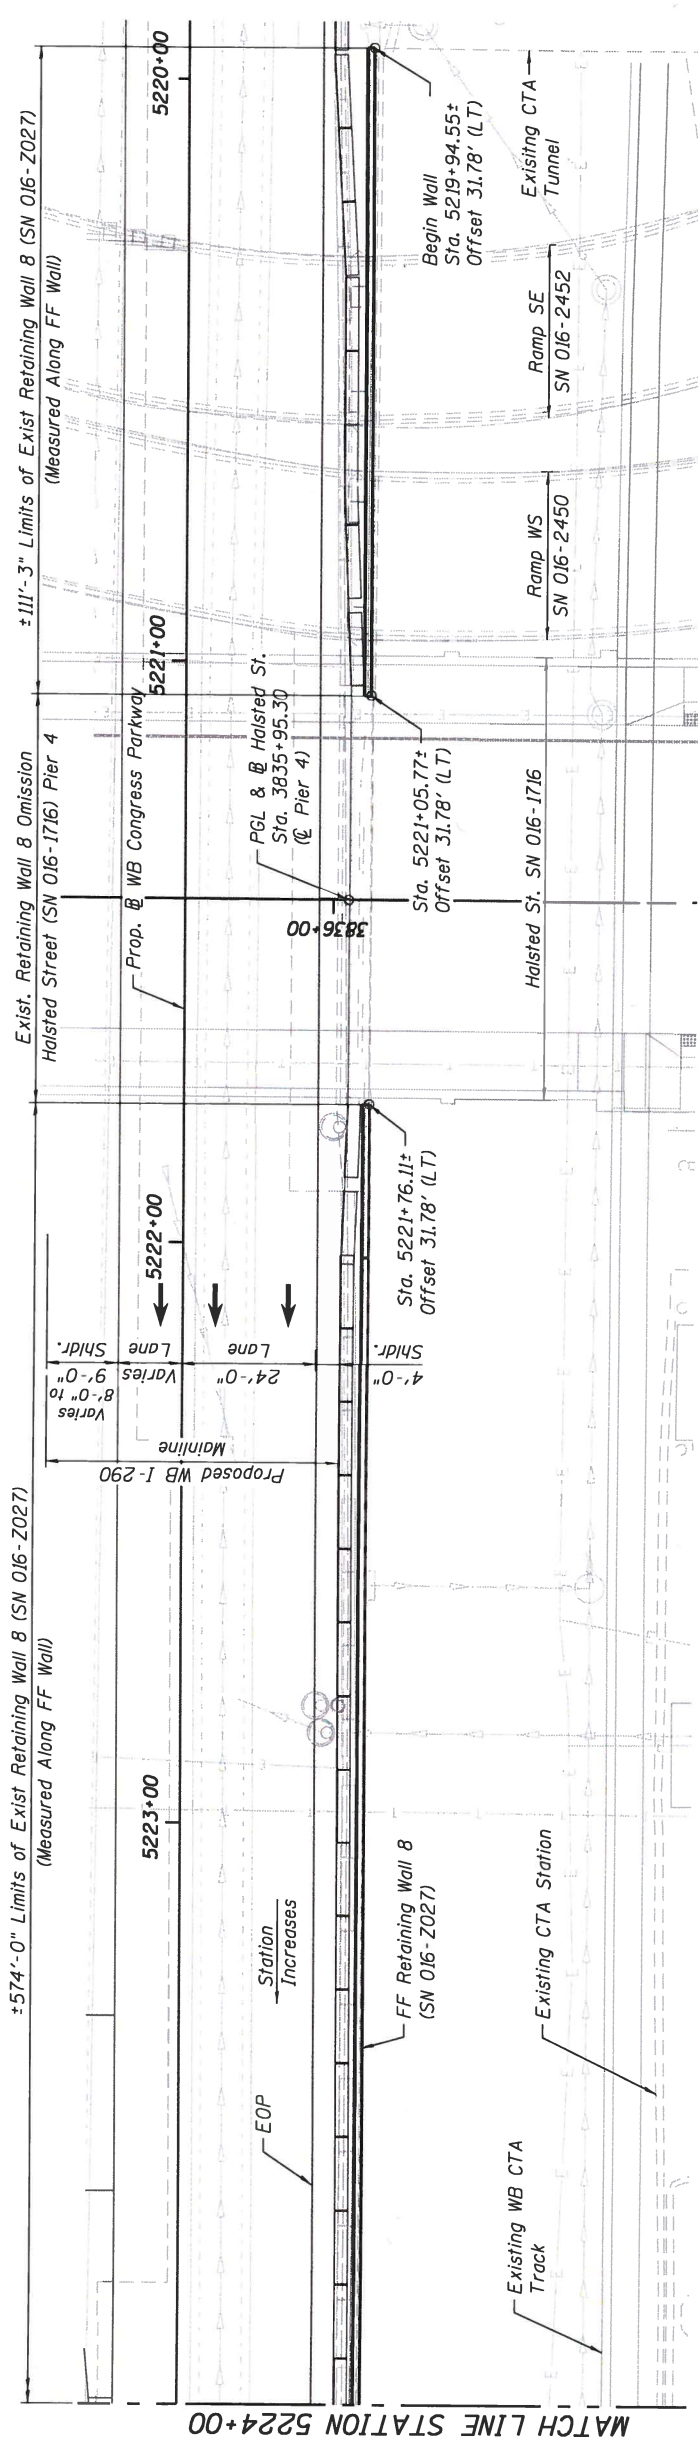 ±574'-0" Limits of Exist Retaining Wall 8 (SN 016-Z027)
(Measured Along FF Wall)
Exist. Retaining Wall 8 Omission
Halsted Street (SN 016-1716) Pier 4
±111'-3" Limits of Exist Retaining Wall 8 (SN 016-Z027)
(Measured Along FF Wall)
5223+00
5222+00
5221+00
5220+00
Prop. ℄ WB Congress Parkway
PGL & ℄ Halsted St.
Sta. 3835+95.30
(℄ Pier 4)
3836+00
Varies
8'-0" to
9'-0"
Shldr.
Varies
Lane
24'-0"
Lane
4'-0"
Shldr.
Proposed WB I-290
Mainline
Station
Increases
EOP
FF Retaining Wall 8
(SN 016-Z027)
Sta. 5221+76.11±
Offset 31.78' (LT)
Sta. 5221+05.77±
Offset 31.78' (LT)
Begin Wall
Sta. 5219+94.55±
Offset 31.78' (LT)
Existing WB CTA
Track
Existing CTA Station
Halsted St. SN 016-1716
Ramp WS
SN 016-2450
Ramp SE
SN 016-2452
Exisitng CTA
Tunnel
MATCH LINE STATION 5224+00